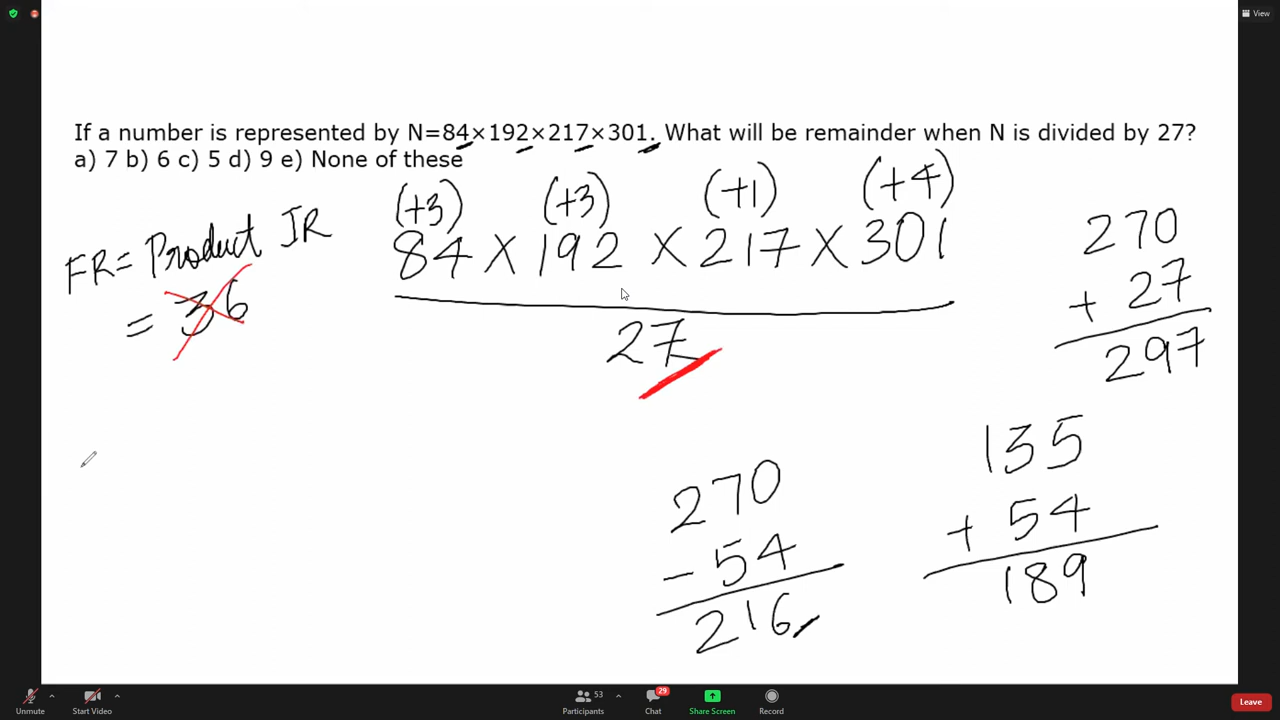 View
If a number is represented by N=84×192×217×301. What will be remainder when N is divided by 27?
a) 7 b) 6 c) 5 d) 9 e) None of these
(+3) (+3) (+1) (+4)
84 X 192 X 217 X 301
27
FR= Product IR
= 36
270
+ 27
297
135
+ 54
189
270
- 54
216
Unmute
Start Video
53
Participants
29
Chat
Share Screen
Record
Leave